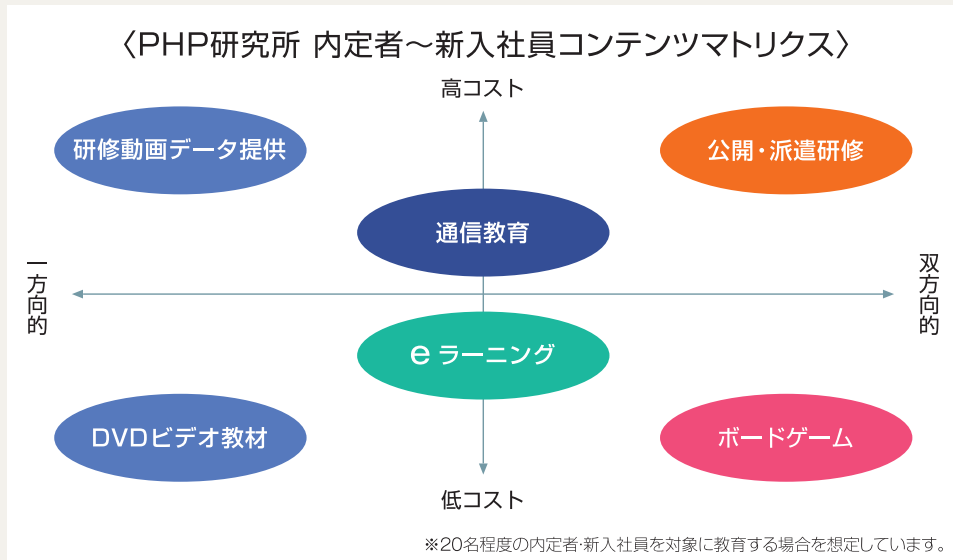 〈PHP研究所 内定者～新入社員コンテンツマトリクス〉
高コスト
研修動画データ提供
公開・派遣研修
通信教育
一方向的
双方向的
eラーニング
DVDビデオ教材
ボードゲーム
低コスト
※20名程度の内定者・新入社員を対象に教育する場合を想定しています。